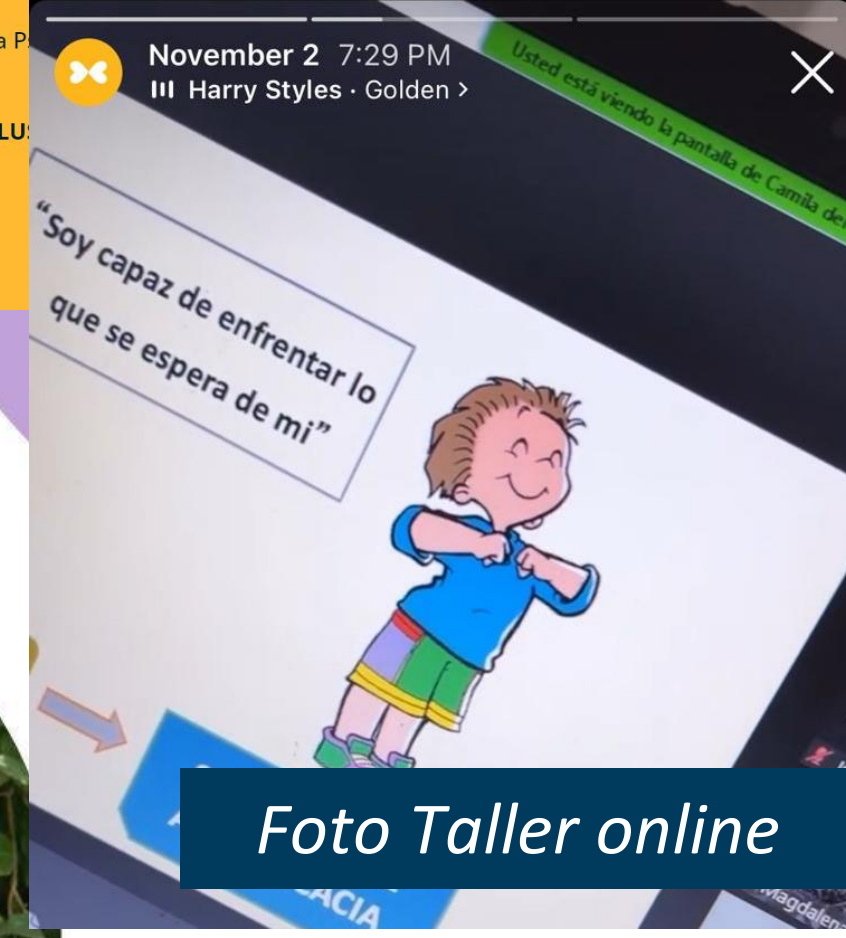 November 2 7:29 PM
Harry Styles · Golden >
Usted está viendo la pantalla de Camila de
“Soy capaz de enfrentar lo
que se espera de mi”
Foto Taller online
Magdalena